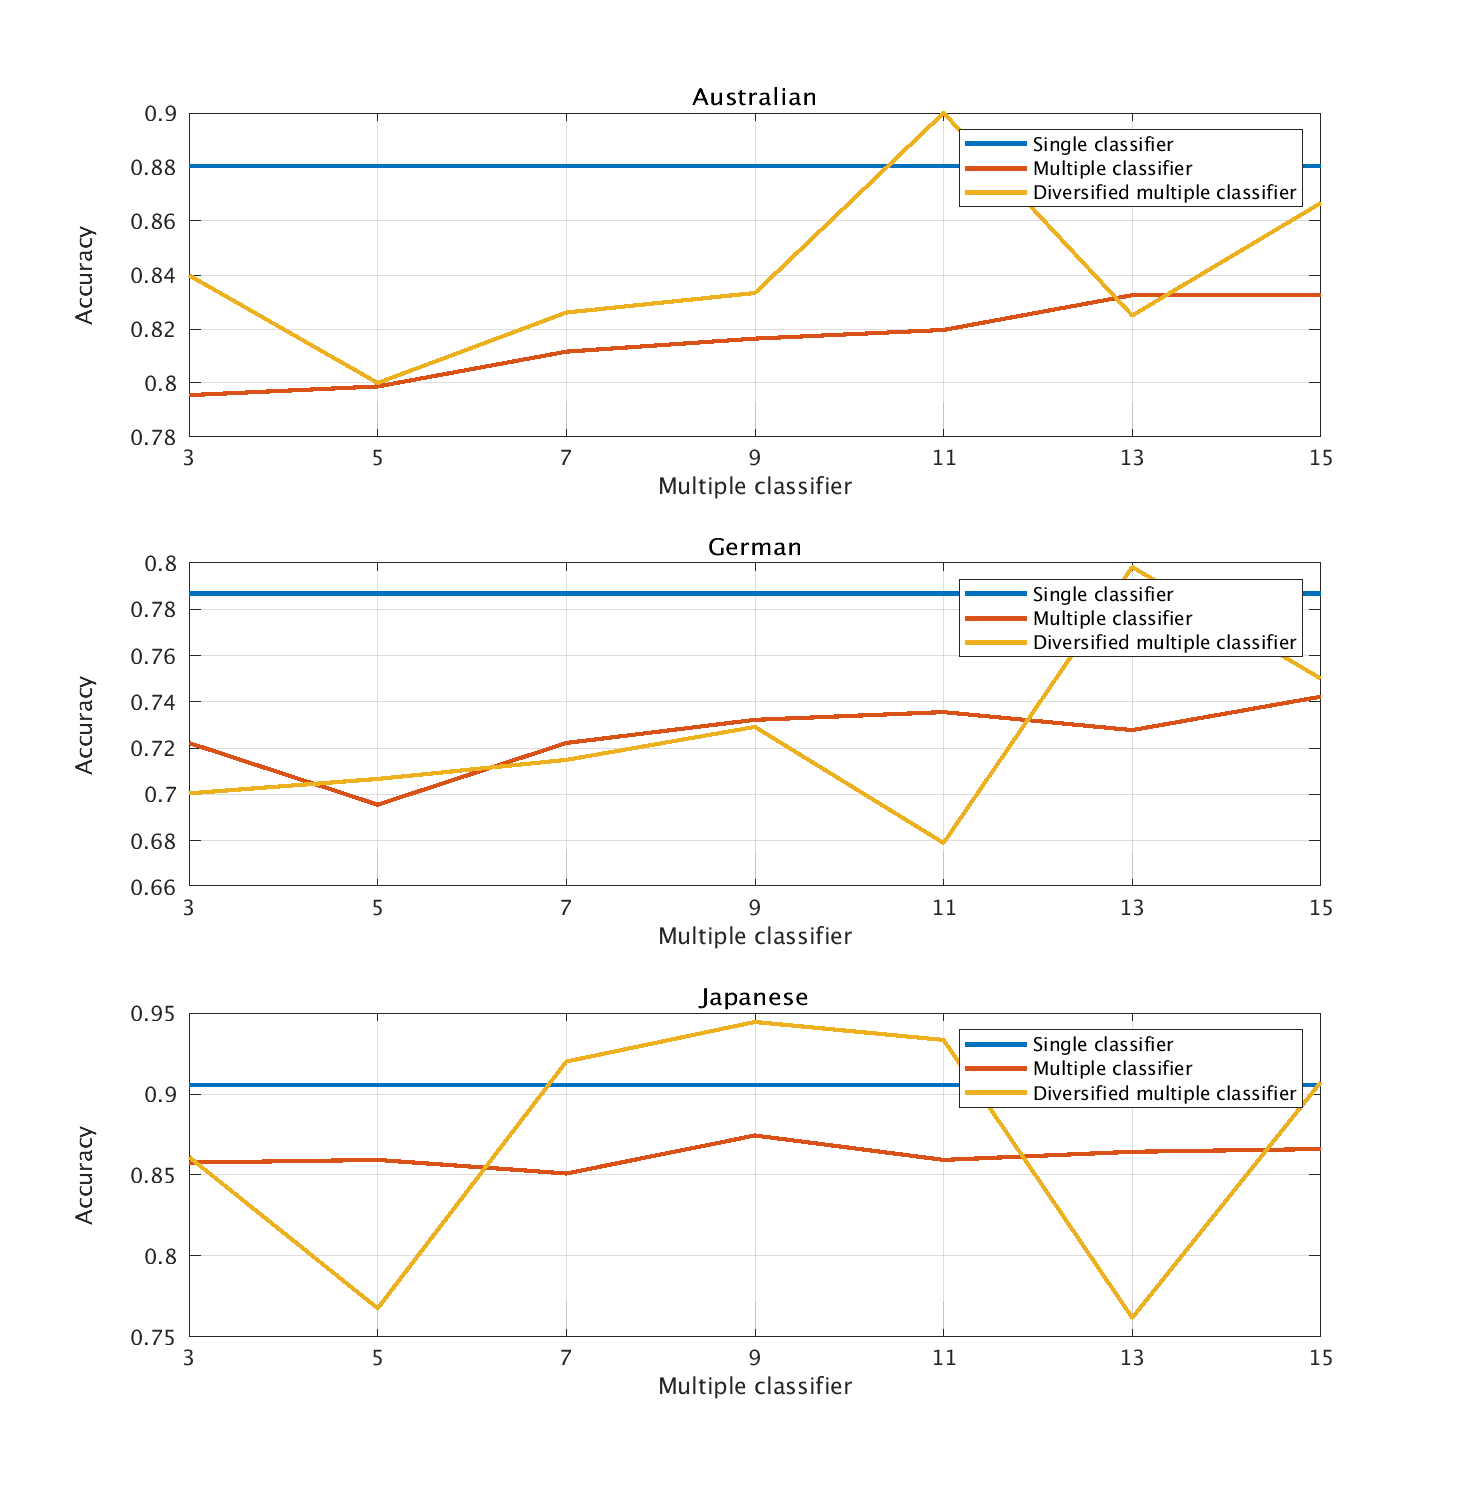 Australian
0.9
0.88
0.86
0.84
0.82
0.8
0.78
Accuracy
Single classifier
Multiple classifier
Diversified multiple classifier
3 5 7 9 11 13 15
Multiple classifier
German
0.8
0.78
0.76
0.74
0.72
0.7
0.68
0.66
Accuracy
Single classifier
Multiple classifier
Diversified multiple classifier
3 5 7 9 11 13 15
Multiple classifier
Japanese
0.95
0.9
0.85
0.8
0.75
Accuracy
Single classifier
Multiple classifier
Diversified multiple classifier
3 5 7 9 11 13 15
Multiple classifier